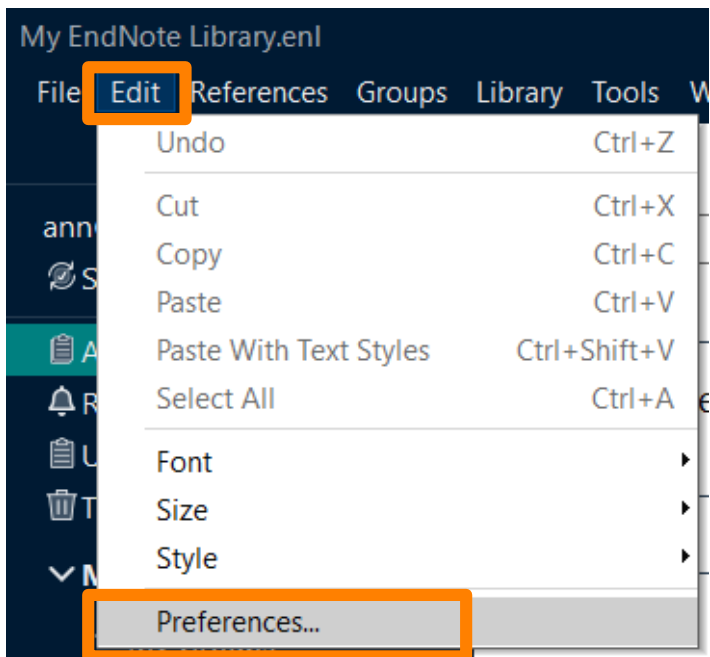 My EndNote Library.enl
File Edit References Groups Library Tools
Undo Ctrl+Z
Cut Ctrl+X
Copy Ctrl+C
Paste Ctrl+V
Paste With Text Styles Ctrl+Shift+V
Select All Ctrl+A
Font
Size
Style
Preferences...